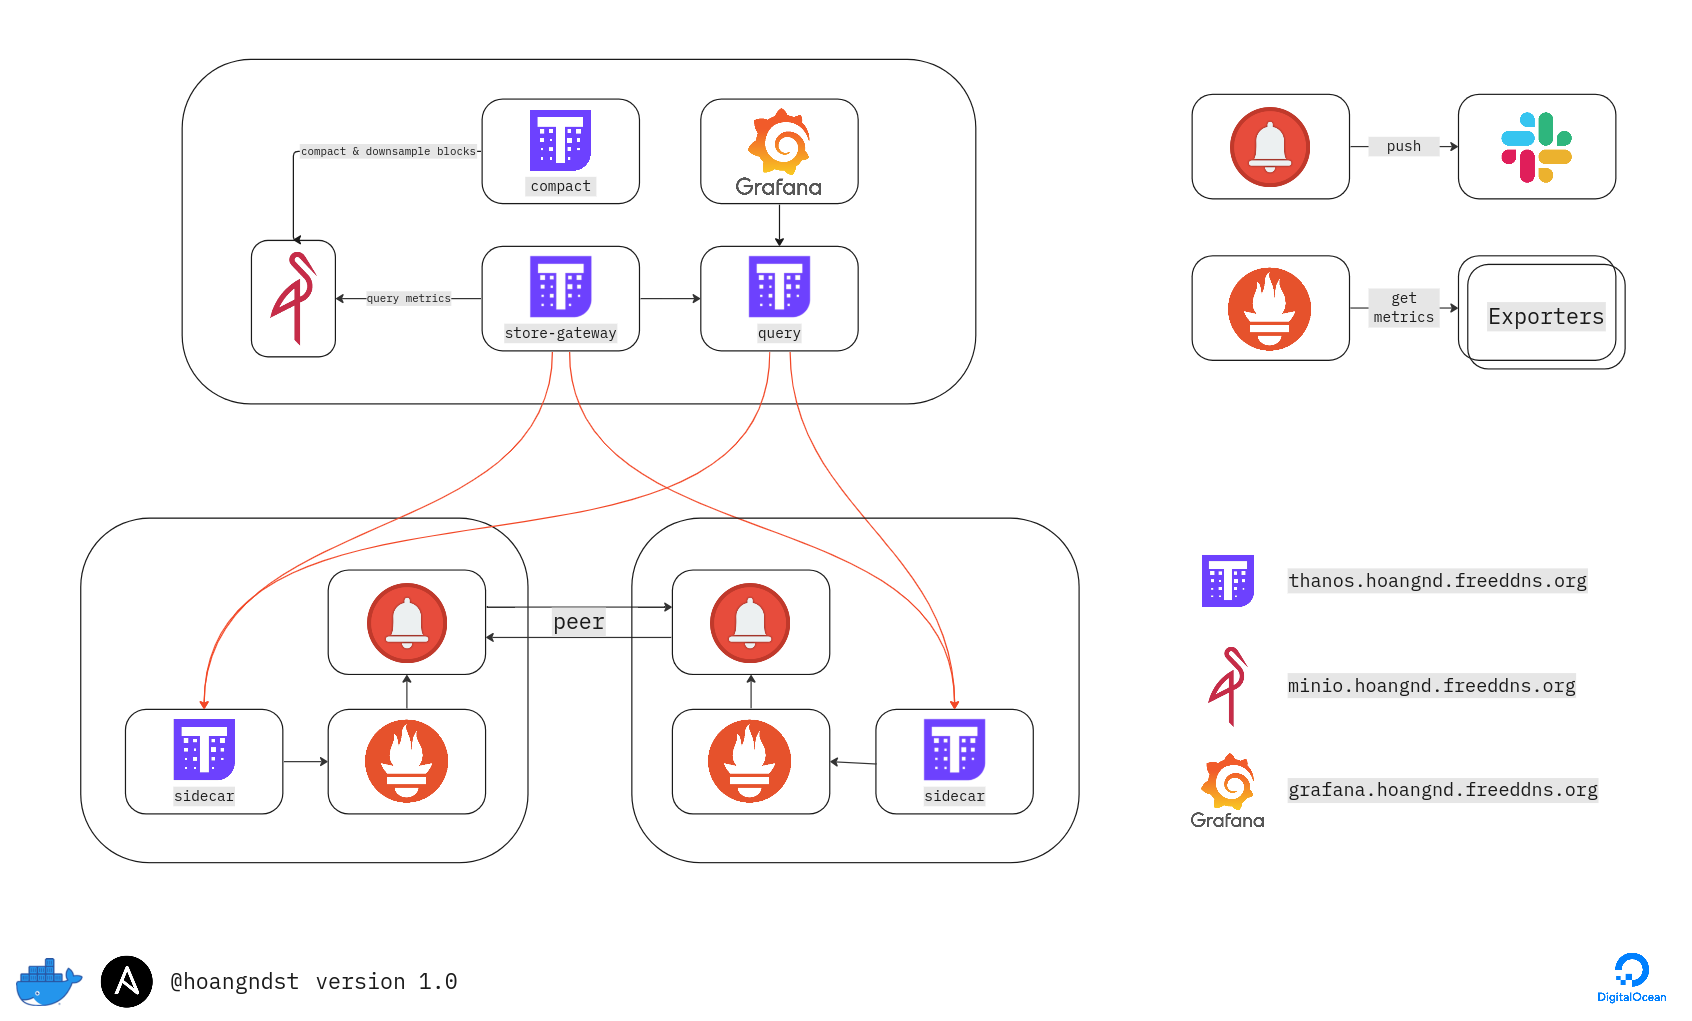 compact & downsample blocks
compact
Grafana
push
query metrics
store-gateway
query
get
metrics
Exporters
peer
sidecar
sidecar
thanos.hoangnd.freeddns.org
minio.hoangnd.freeddns.org
grafana.hoangnd.freeddns.org
Grafana
@hoangndst version 1.0
DigitalOcean